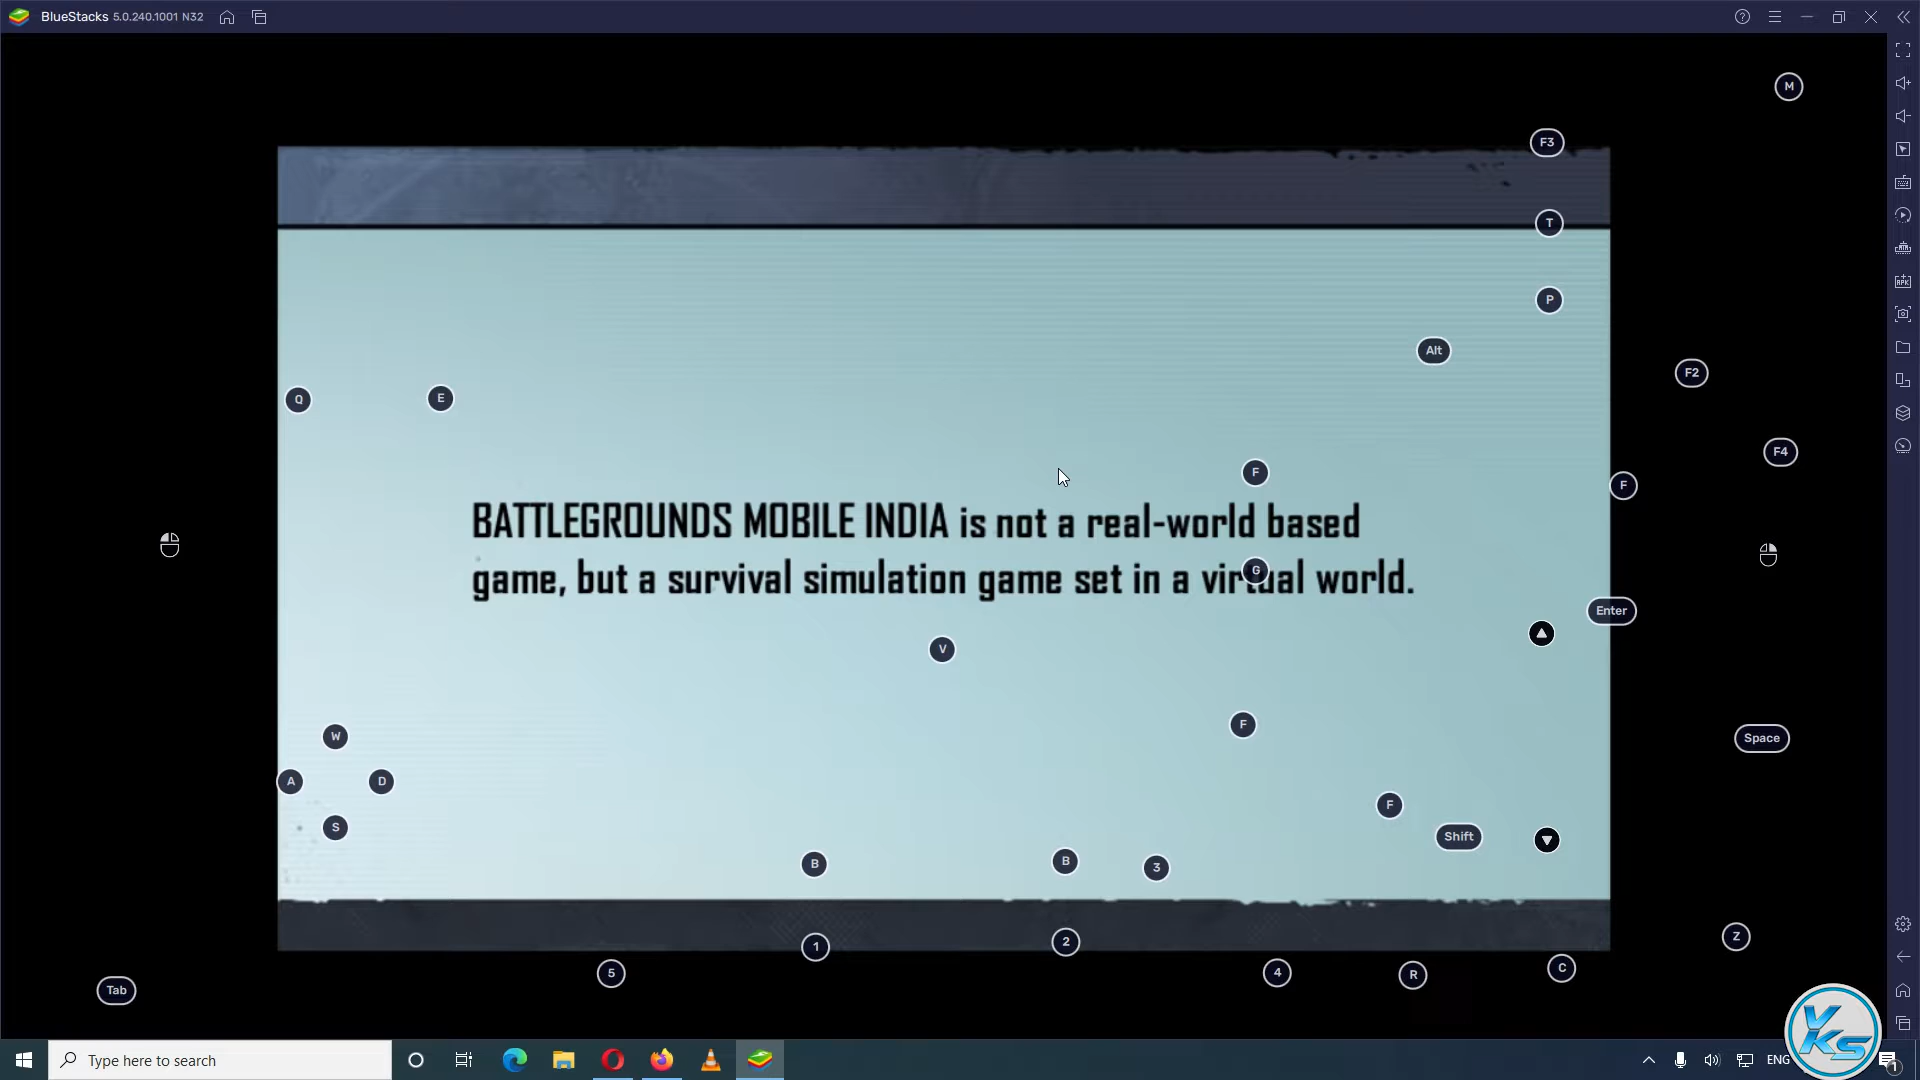 BlueStacks 5.0.240.1001 N32
M
F3
T
P
Alt
F2
Q
E
F4
F
F
BATTLEGROUNDS MOBILE INDIA is not a real-world based
game, but a survival simulation game set in a virtual world.
G
Enter
V
F
W
Space
A
D
F
S
Shift
B
B
3
1
2
Z
5
4
R
C
Tab
Type here to search
ENG
VKS
1